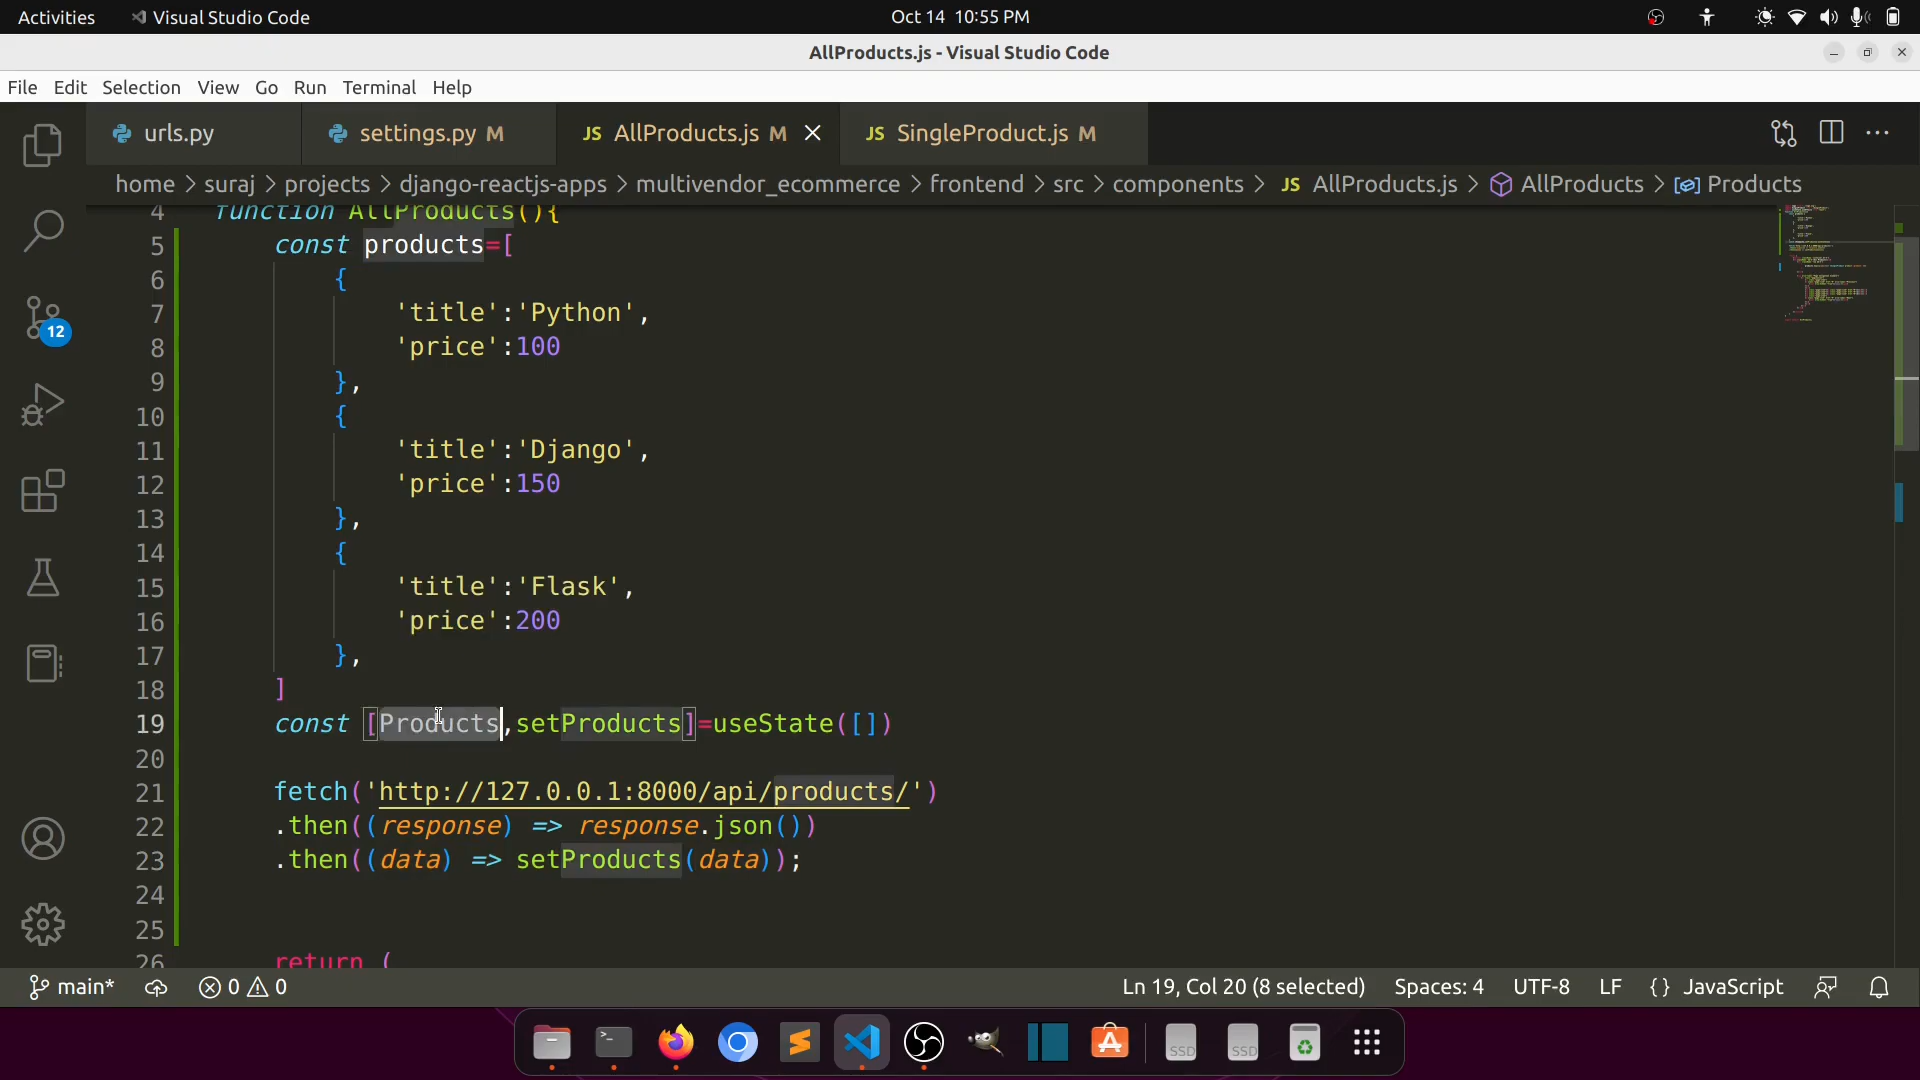 Activities Visual Studio Code Oct 14 10:55 PM
AllProducts.js - Visual Studio Code
File Edit Selection View Go Run Terminal Help
urls.py settings.py M JS AllProducts.js M JS SingleProduct.js M
home > suraj > projects > django-reactjs-apps > multivendor_ecommerce > frontend > src > components > JS AllProducts.js > AllProducts > Products
4 function AllProducts(){
5 const products=[
6 {
7 'title':'Python',
8 'price':100
9 },
10 {
11 'title':'Django',
12 'price':150
13 },
14 {
15 'title':'Flask',
16 'price':200
17 },
18 ]
19 const [Products,setProducts]=useState([])
20
21 fetch('http://127.0.0.1:8000/api/products/')
22 .then((response) => response.json())
23 .then((data) => setProducts(data));
24
25
26 return (
12
main* 0 0 Ln 19, Col 20 (8 selected) Spaces: 4 UTF-8 LF {} JavaScript
SSD SSD